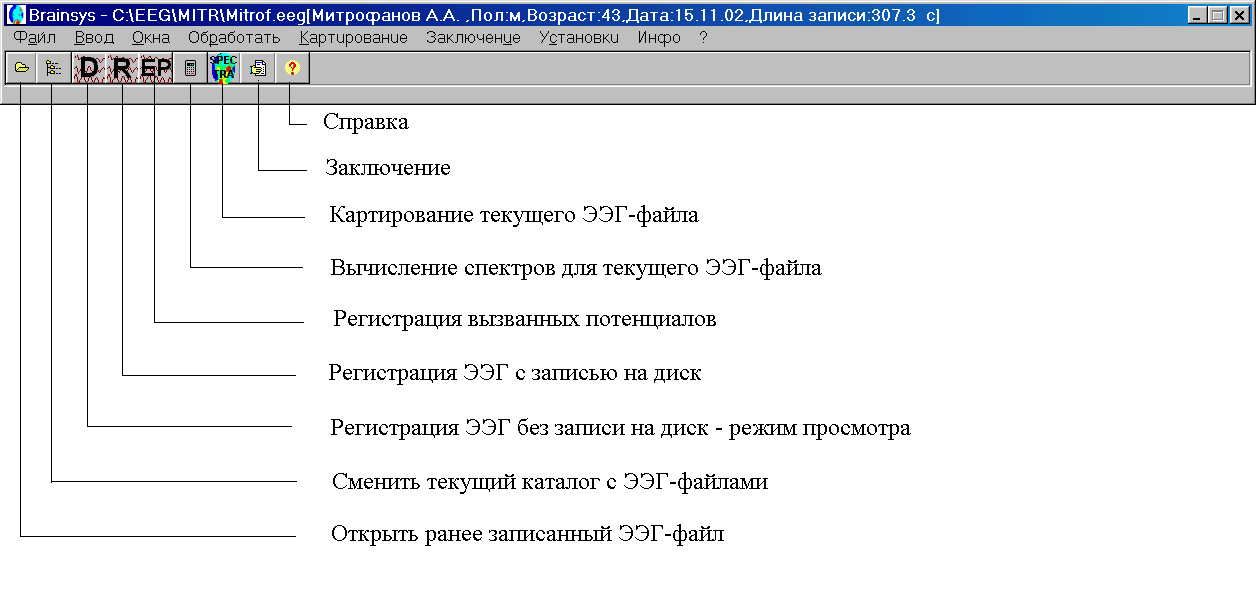 Brainsys - C:\EEG\MITR\Mitrof.eeg[Митрофанов А.А. ,Пол:м,Возраст:43,Дата:15.11.02,Длина записи:307.3 с]
Файл Ввод Окна Обработать Картирование Заключение Установки Инфо ?
D R EP SPEC TRA ?
Справка
Заключение
Картирование текущего ЭЭГ-файла
Вычисление спектров для текущего ЭЭГ-файла
Регистрация вызванных потенциалов
Регистрация ЭЭГ с записью на диск
Регистрация ЭЭГ без записи на диск - режим просмотра
Сменить текущий каталог с ЭЭГ-файлами
Открыть ранее записанный ЭЭГ-файл